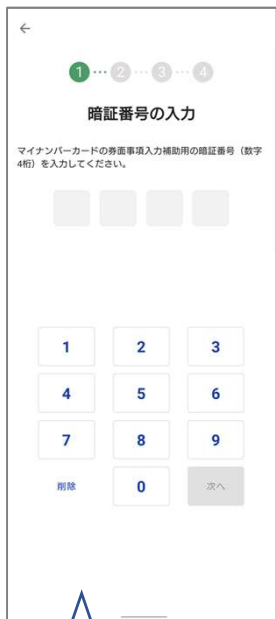 1 2 3 4
暗証番号の入力
マイナンバーカードの券面事項入力補助用の暗証番号（数字
4桁）を入力してください。
1 2 3
4 5 6
7 8 9
削除 0 次へ